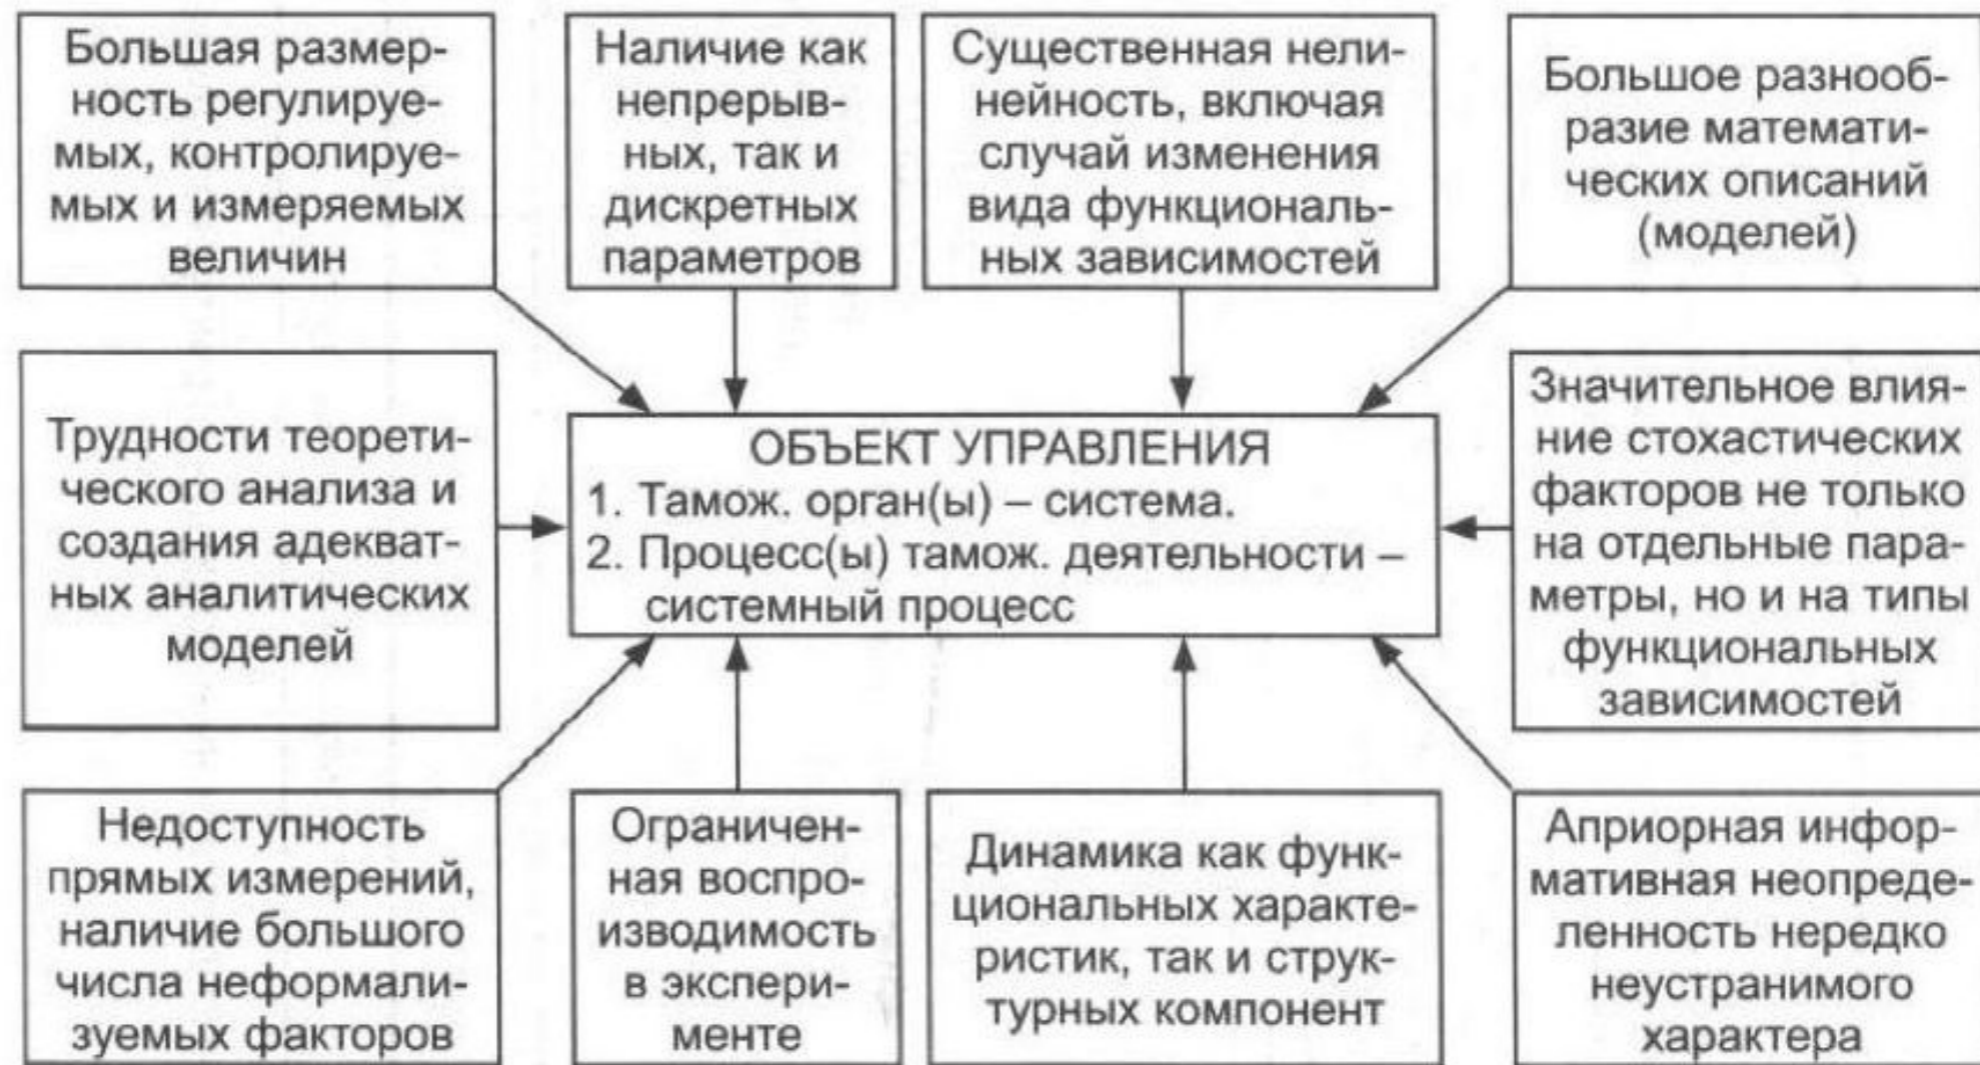 Большая размер-
ность регулируе-
мых, контролируе-
мых и измеряемых
величин
Наличие как
непрерыв-
ных, так и
дискретных
параметров
Существенная нели-
нейность, включая
случай изменения
вида функциональ-
ных зависимостей
Большое разнооб-
разие математи-
ческих описаний
(моделей)
Трудности теорети-
ческого анализа и
создания адекват-
ных аналитических
моделей
ОБЪЕКТ УПРАВЛЕНИЯ
1. Тамож. орган(ы) – система.
2. Процесс(ы) тамож. деятельности –
системный процесс
Значительное влия-
ние стохастических
факторов не только
на отдельные пара-
метры, но и на типы
функциональных
зависимостей
Недоступность
прямых измерений,
наличие большого
числа неформали-
зуемых факторов
Ограничен-
ная воспро-
изводимость
в экспери-
менте
Динамика как функ-
циональных характе-
ристик, так и струк-
турных компонент
Априорная инфор-
мативная неопреде-
ленность нередко
неустранимого
характера